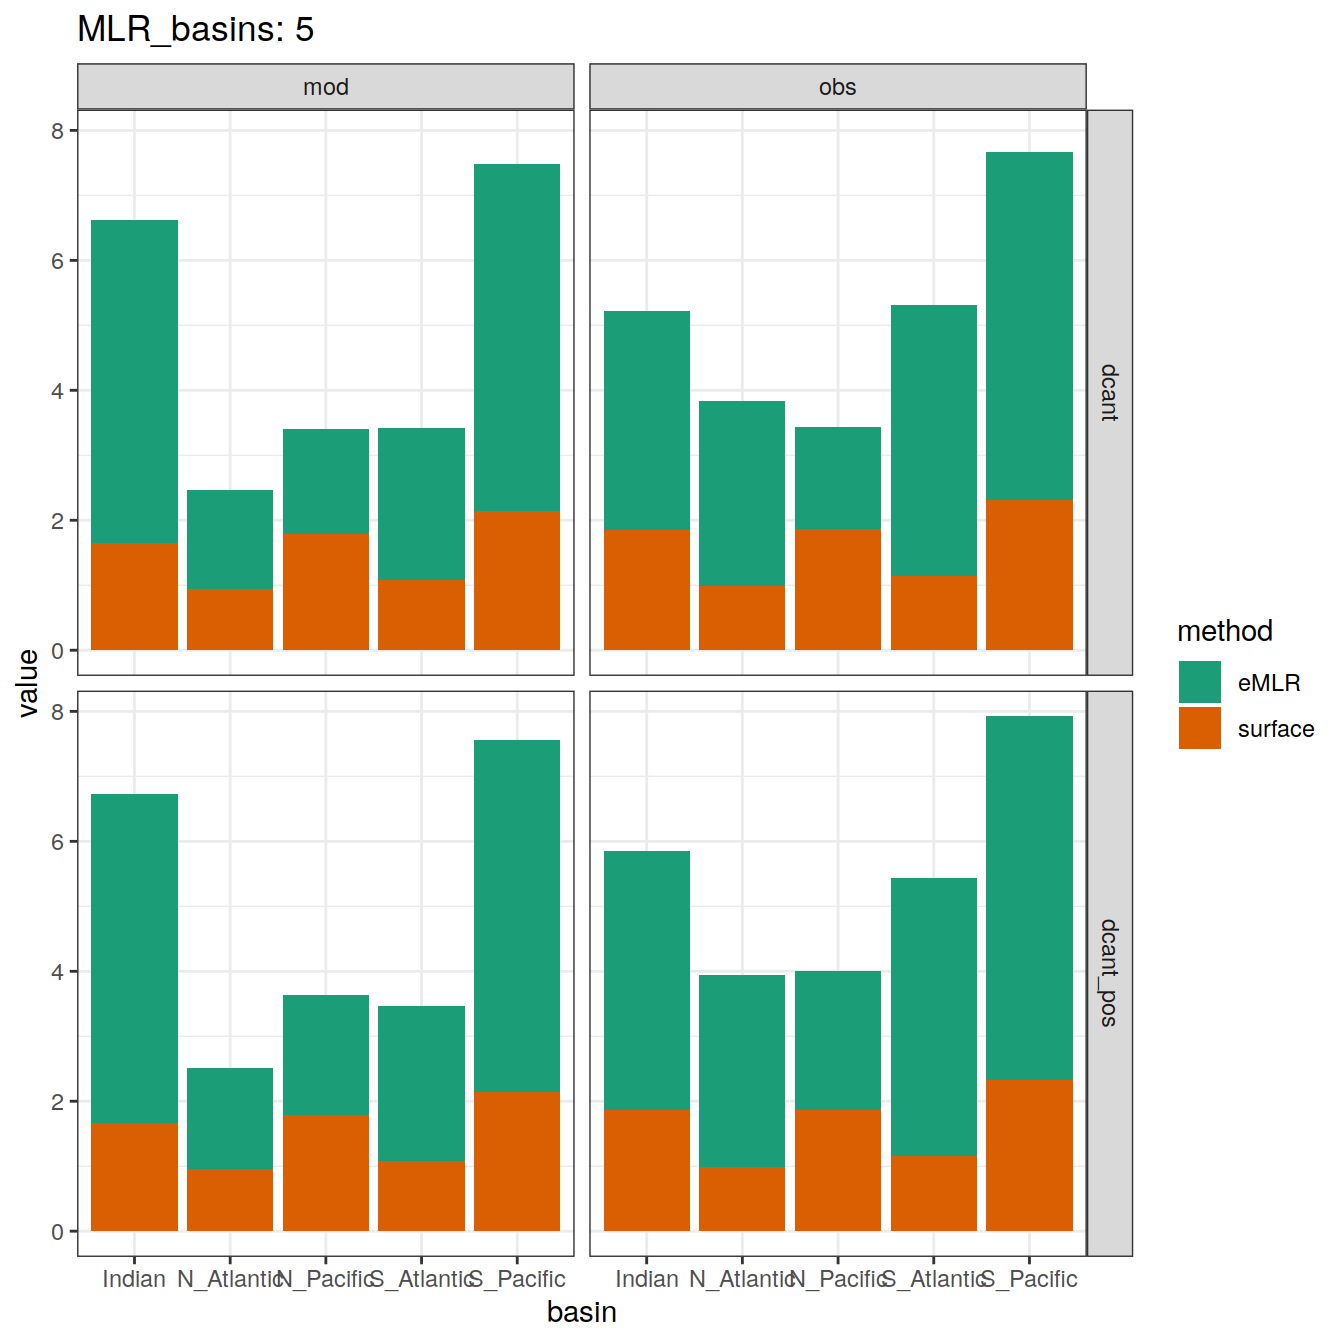 MLR_basins: 5
mod
obs
8
6
4
2
0
dcant
8
6
4
2
0
dcant_pos
value
Indian N_Atlantic N_Pacific S_Atlantic S_Pacific
Indian N_Atlantic N_Pacific S_Atlantic S_Pacific
basin
method
eMLR
surface